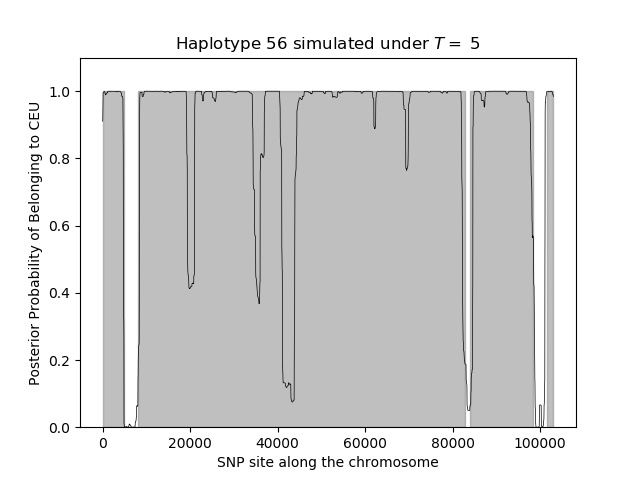 Haplotype 56 simulated under T = 5
Posterior Probability of Belonging to CEU
1.0
0.8
0.6
0.4
0.2
0.0
0 20000 40000 60000 80000 100000
SNP site along the chromosome